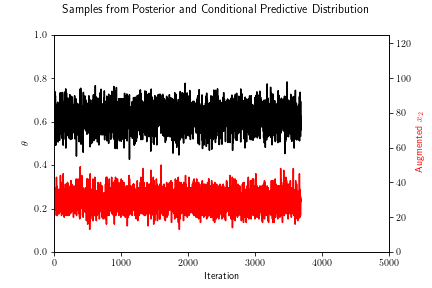 Samples from Posterior and Conditional Predictive Distribution
1.0
0.8
0.6
0.4
0.2
0.0
θ
120
100
80
60
40
20
0
Augmented x₂
0 1000 2000 3000 4000 5000
Iteration